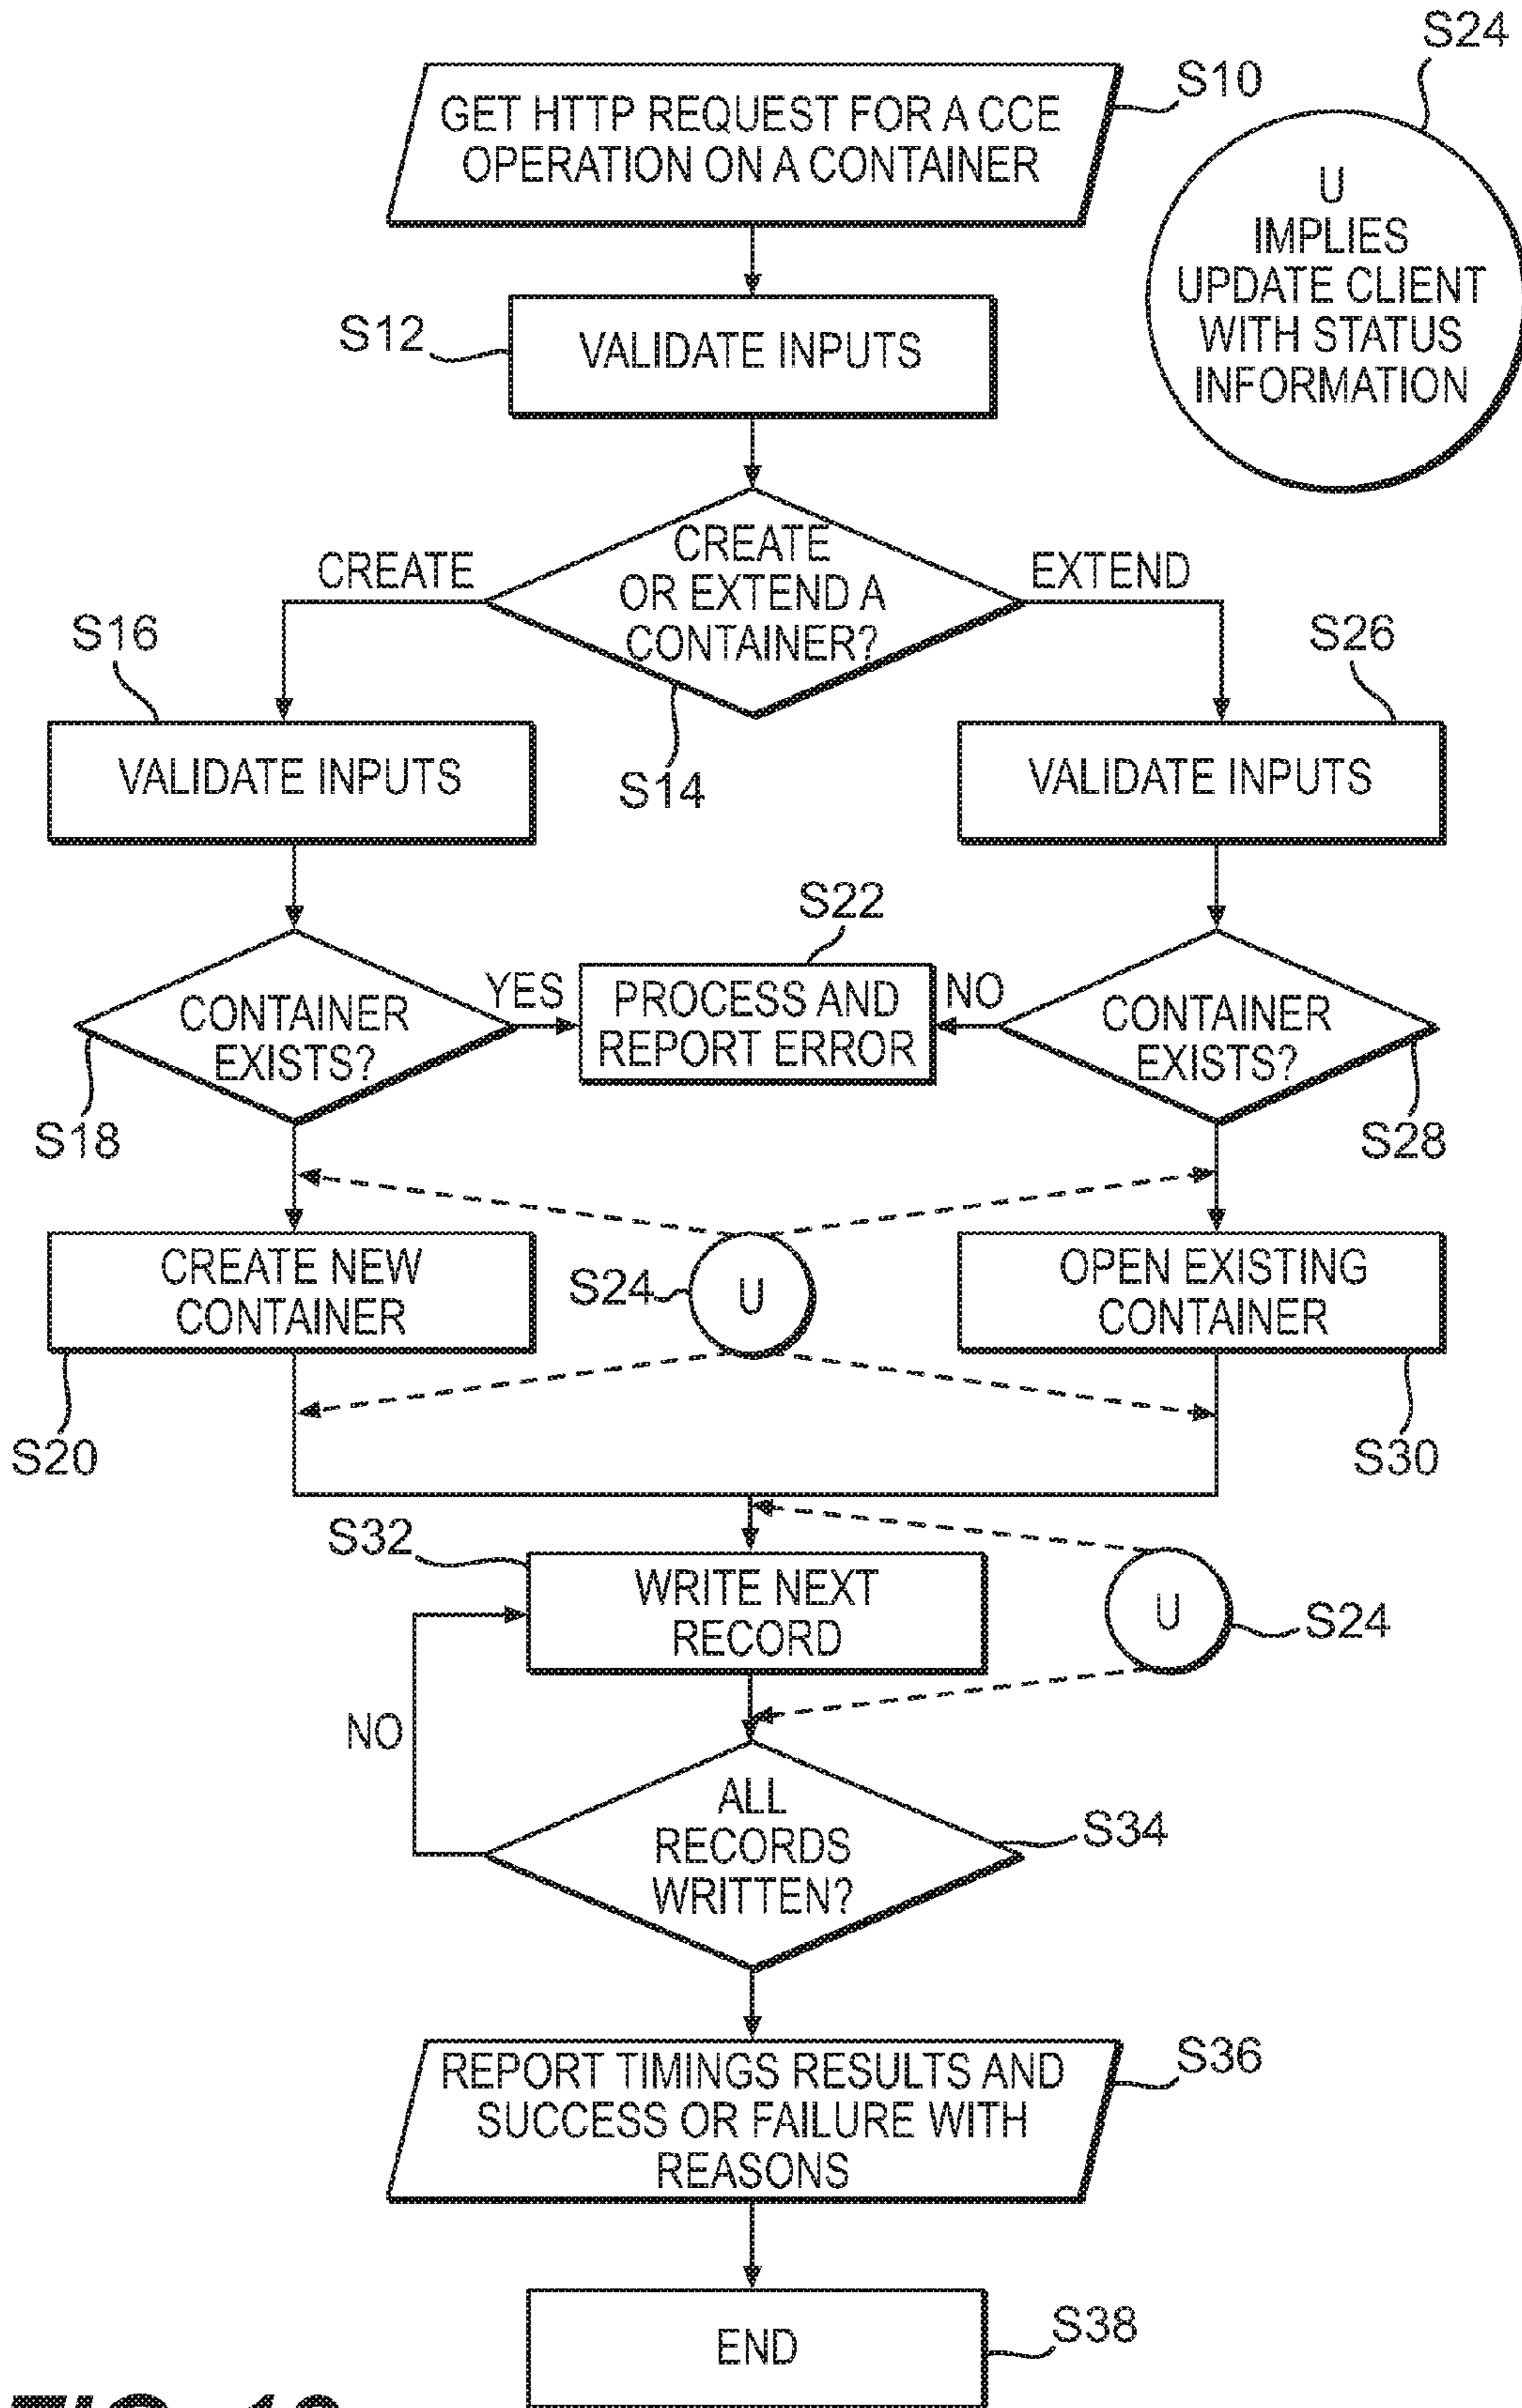 S24
S10
GET HTTP REQUEST FOR A CCE
OPERATION ON A CONTAINER
U
IMPLIES
UPDATE CLIENT
WITH STATUS
INFORMATION
S12
VALIDATE INPUTS
CREATE
OR EXTEND A
CONTAINER?
CREATE
EXTEND
S14
S16
VALIDATE INPUTS
S26
VALIDATE INPUTS
S22
CONTAINER
EXISTS?
YES
PROCESS AND
REPORT ERROR
NO
CONTAINER
EXISTS?
S18
S28
CREATE NEW
CONTAINER
S24
U
OPEN EXISTING
CONTAINER
S20
S30
S32
WRITE NEXT
RECORD
U
S24
NO
ALL
RECORDS
WRITTEN?
S34
REPORT TIMINGS RESULTS AND
SUCCESS OR FAILURE WITH
REASONS
S36
END
S38